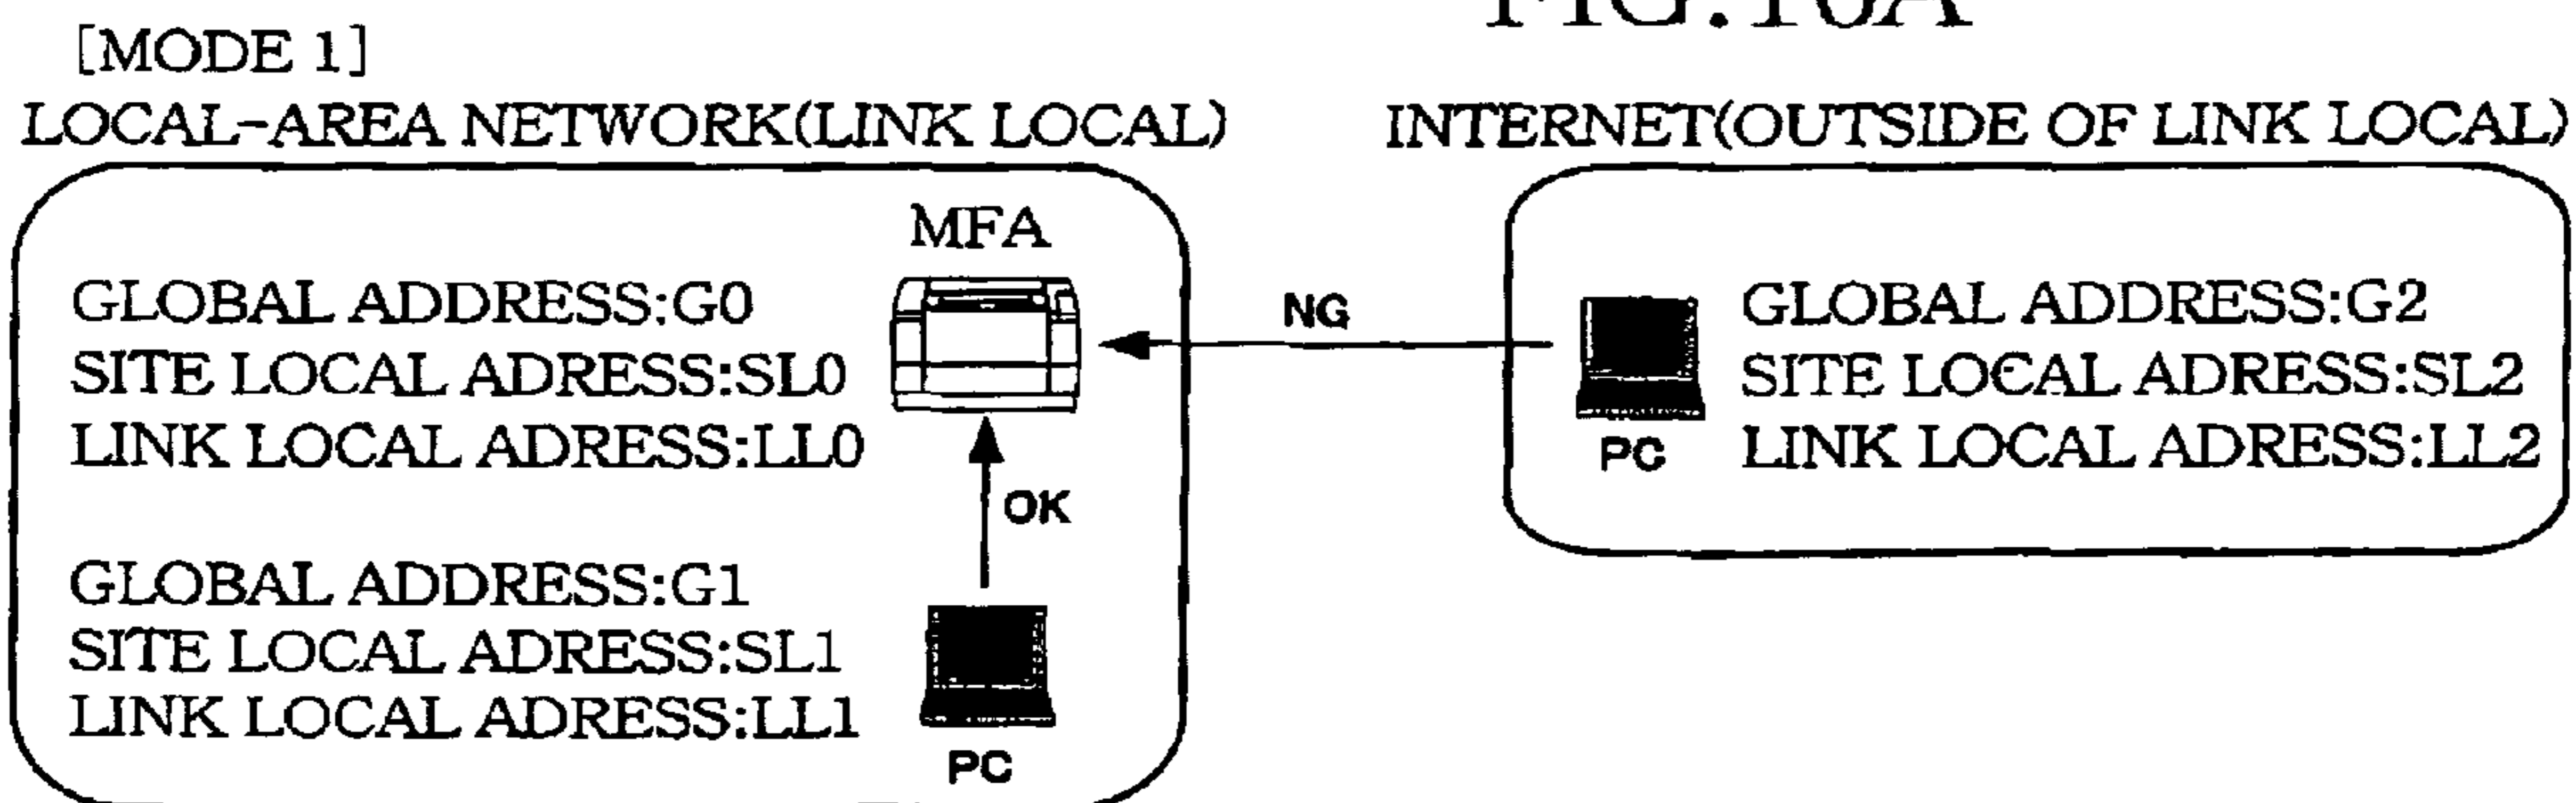 FIG.10A
[MODE 1]
LOCAL-AREA NETWORK(LINK LOCAL)
MFA
GLOBAL ADDRESS:G0
SITE LOCAL ADRESS:SL0
LINK LOCAL ADRESS:LL0
OK
GLOBAL ADDRESS:G1
SITE LOCAL ADRESS:SL1
LINK LOCAL ADRESS:LL1
PC
NG
INTERNET(OUTSIDE OF LINK LOCAL)
GLOBAL ADDRESS:G2
SITE LOCAL ADRESS:SL2
LINK LOCAL ADRESS:LL2
PC